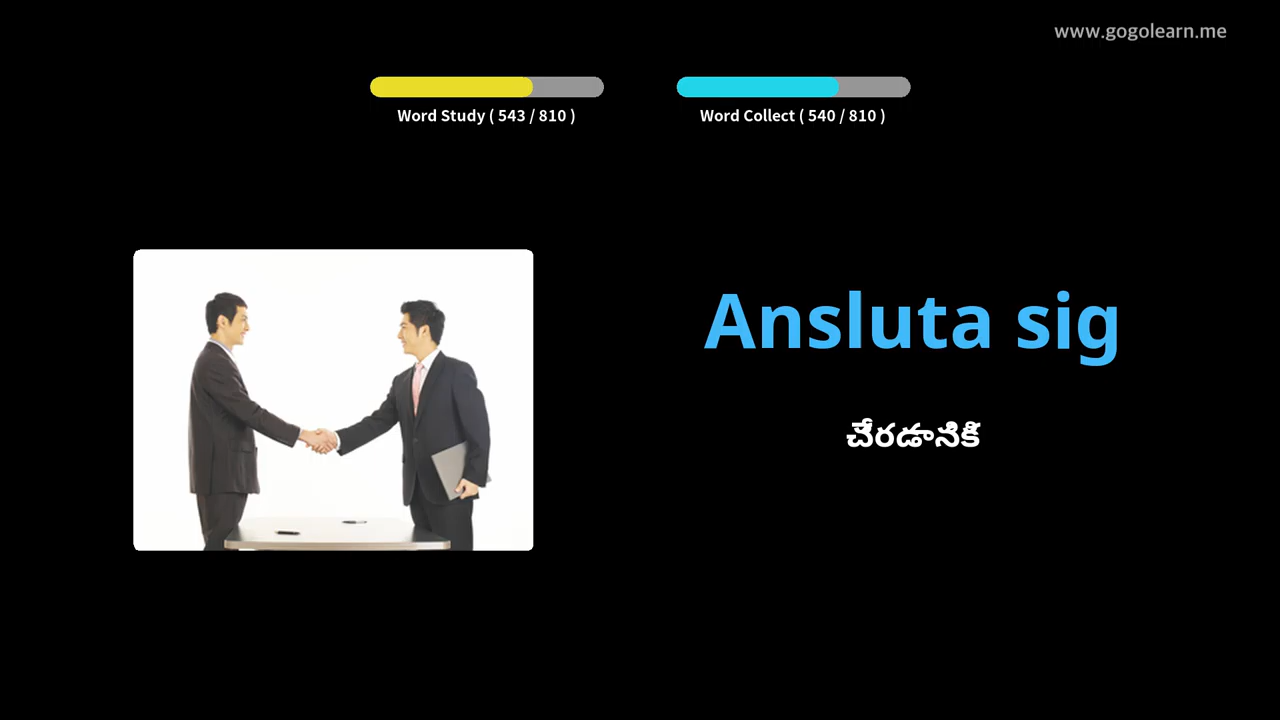 www.gogolearn.me
Word Study ( 543 / 810 )
Word Collect ( 540 / 810 )
Ansluta sig
చేరడానికి